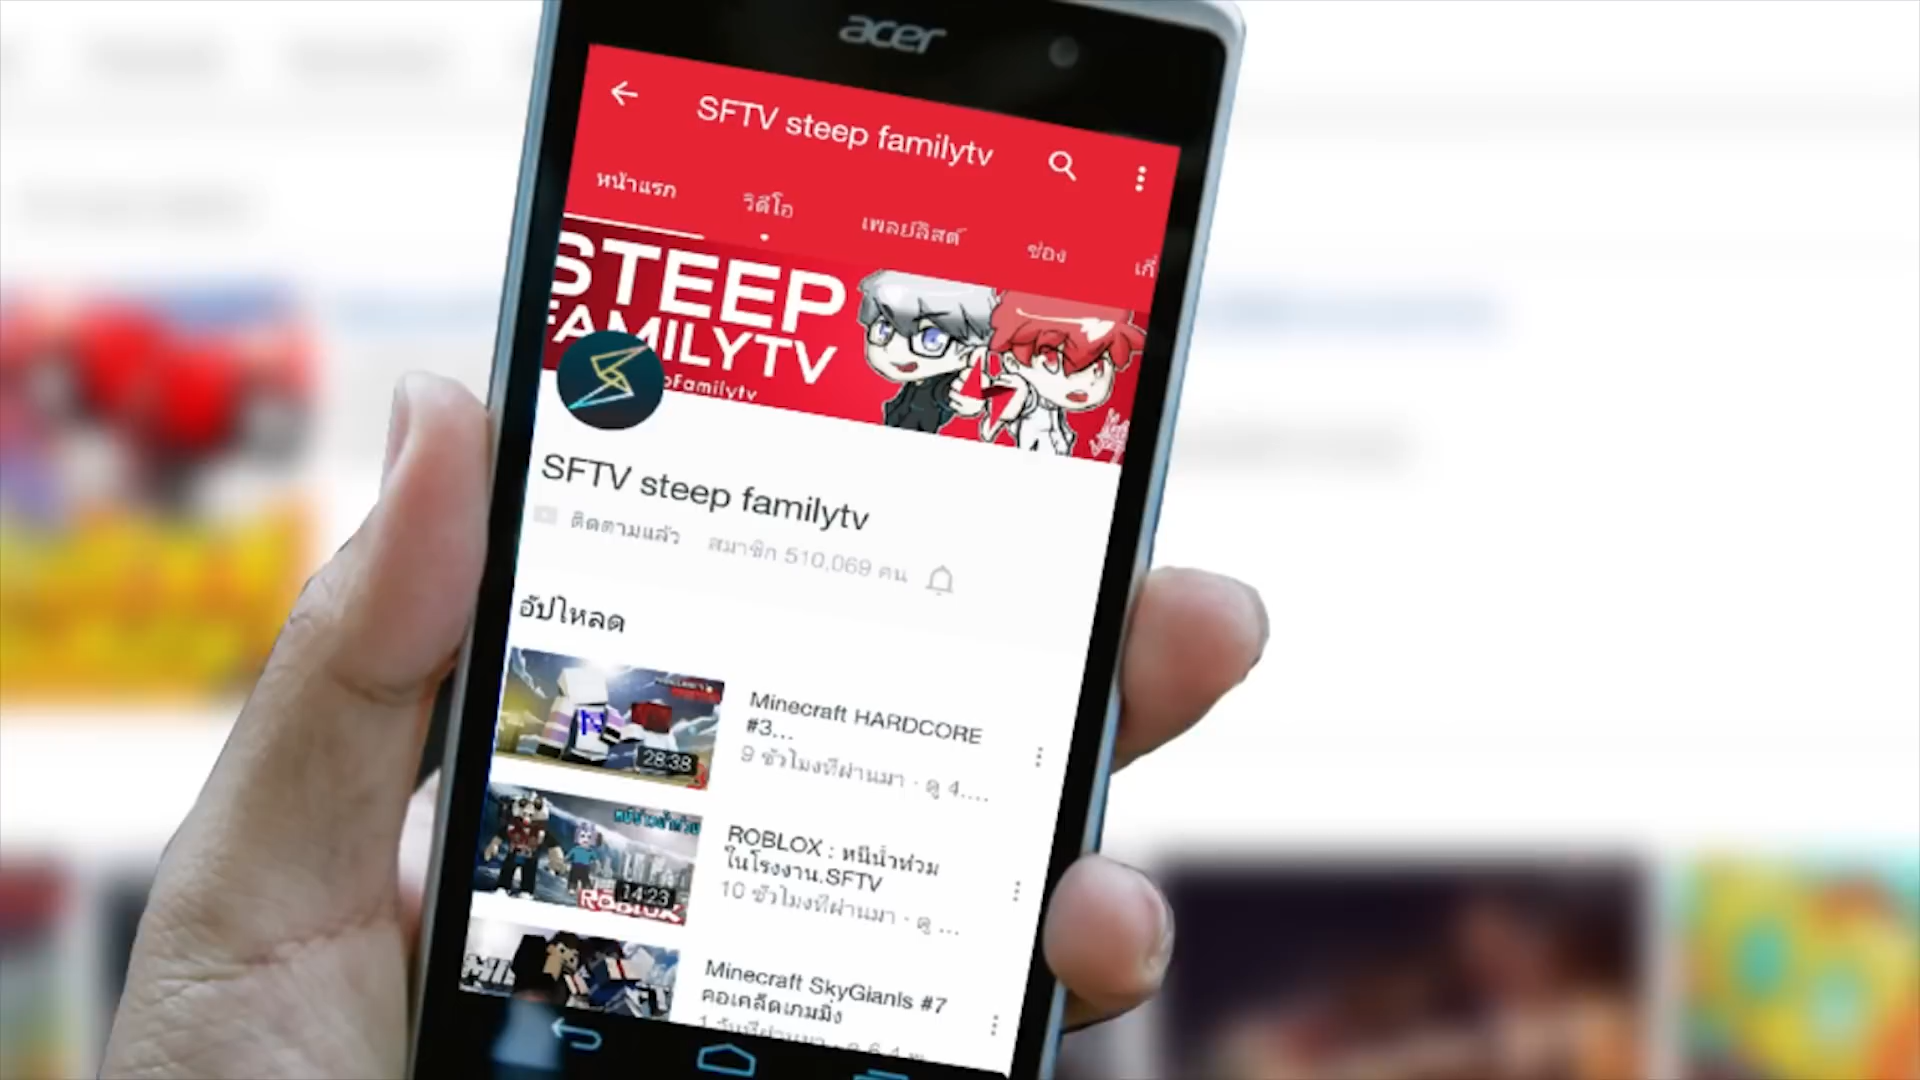 acer
SFTV steep familytv
หน้าแรก
วิดีโอ
เพลย์ลิสต์
ช่อง
เกี่
STEEP
FAMILYTV
SFTV steep familytv
ติดตามแล้ว สมาชิก 510,069 คน
อัปโหลด
28:38
Minecraft HARDCORE
#3...
9 ชั่วโมงที่ผ่านมา · ดู 4....
14:23
ROBLOX
ROBLOX : หนีน้ำท่วม
ในโรงงาน.SFTV
10 ชั่วโมงที่ผ่านมา · ดู ...
Minecraft SkyGianls #7
คอเคล็ดเกมมิ่ง